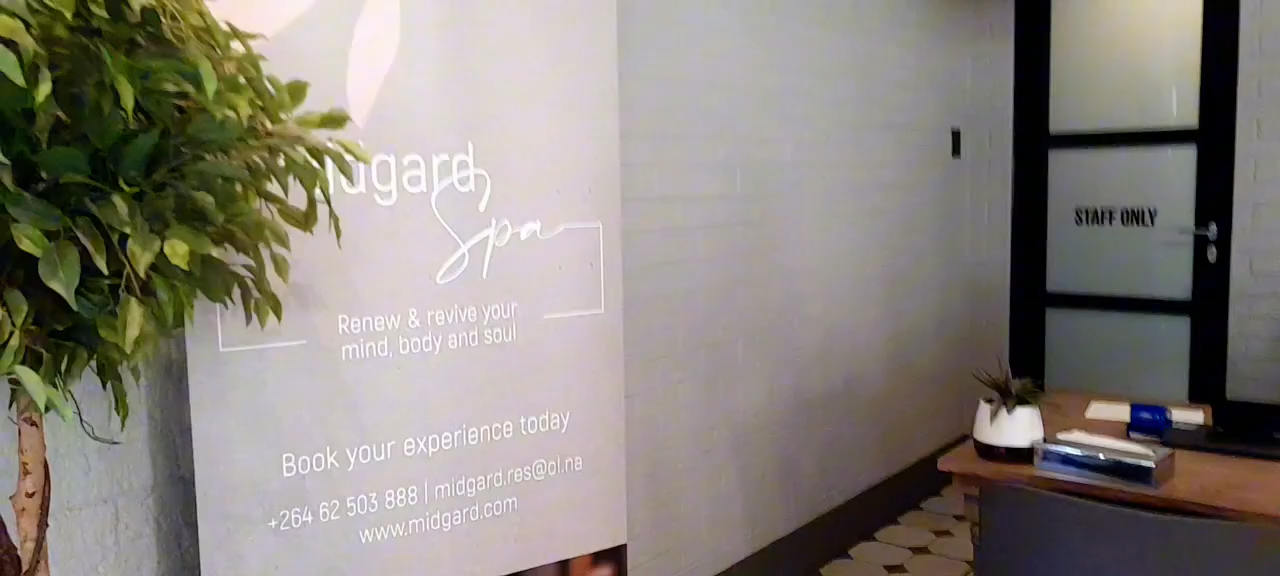 Midgard
Spa
Renew & revive your
mind, body and soul
Book your experience today
+264 62 503 888 | midgard.res@ol.na
www.midgard.com
STAFF ONLY